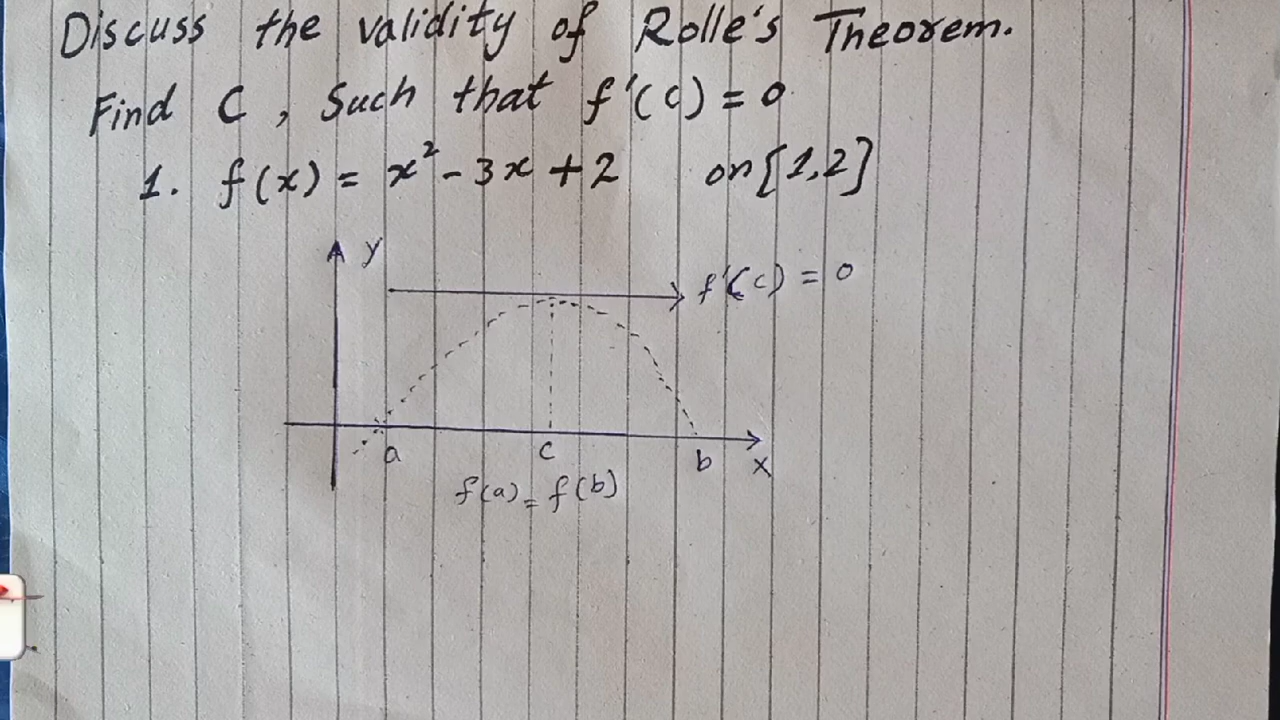 Discuss the validity of Rolle's Theorem.
Find C, Such that f'(c) = 0
1. f(x) = x² - 3x + 2 on [1,2]
y
f'(c) = 0
a c b x
f(a) = f(b)